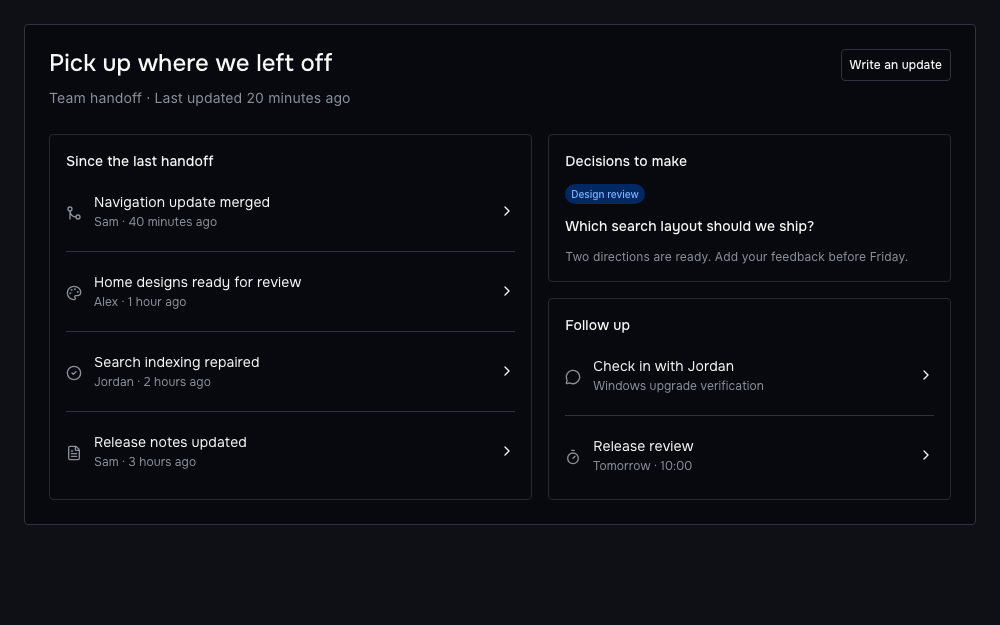 Pick up where we left off
Write an update
Team handoff · Last updated 20 minutes ago
Since the last handoff
Navigation update merged
Sam · 40 minutes ago
Home designs ready for review
Alex · 1 hour ago
Search indexing repaired
Jordan · 2 hours ago
Release notes updated
Sam · 3 hours ago
Decisions to make
Design review
Which search layout should we ship?
Two directions are ready. Add your feedback before Friday.
Follow up
Check in with Jordan
Windows upgrade verification
Release review
Tomorrow · 10:00